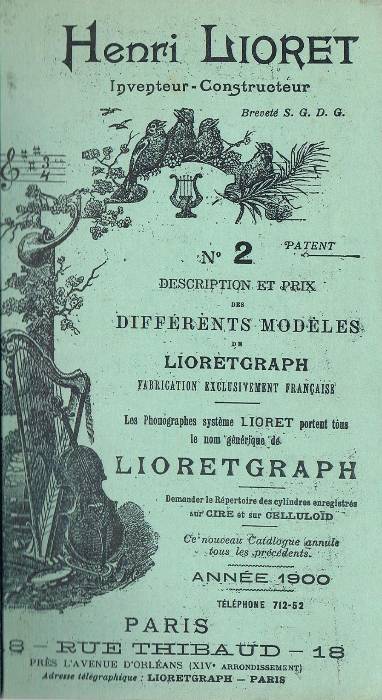 Henri LIORET
Inventeur-Constructeur
Breveté S. G. D. G.
3
4
N° 2 PATENT
DESCRIPTION ET PRIX
DES
DIFFÉRENTS MODÈLES
DE
LIORETGRAPH
FABRICATION EXCLUSIVEMENT FRANÇAISE
Les Phonographes système LIORET portent tous
le nom générique de
LIORETGRAPH
Demander le Répertoire des cylindres enregistrés
sur CIRE et sur CELLULOÏD
Ce nouveau Catalogue annule
tous les précédents.
ANNÉE 1900
TÉLÉPHONE 712-52
PARIS
8 — RUE THIBAUD — 18
PRÈS L'AVENUE D'ORLÉANS (XIVe ARRONDISSEMENT)
Adresse télégraphique : LIORETGRAPH — PARIS